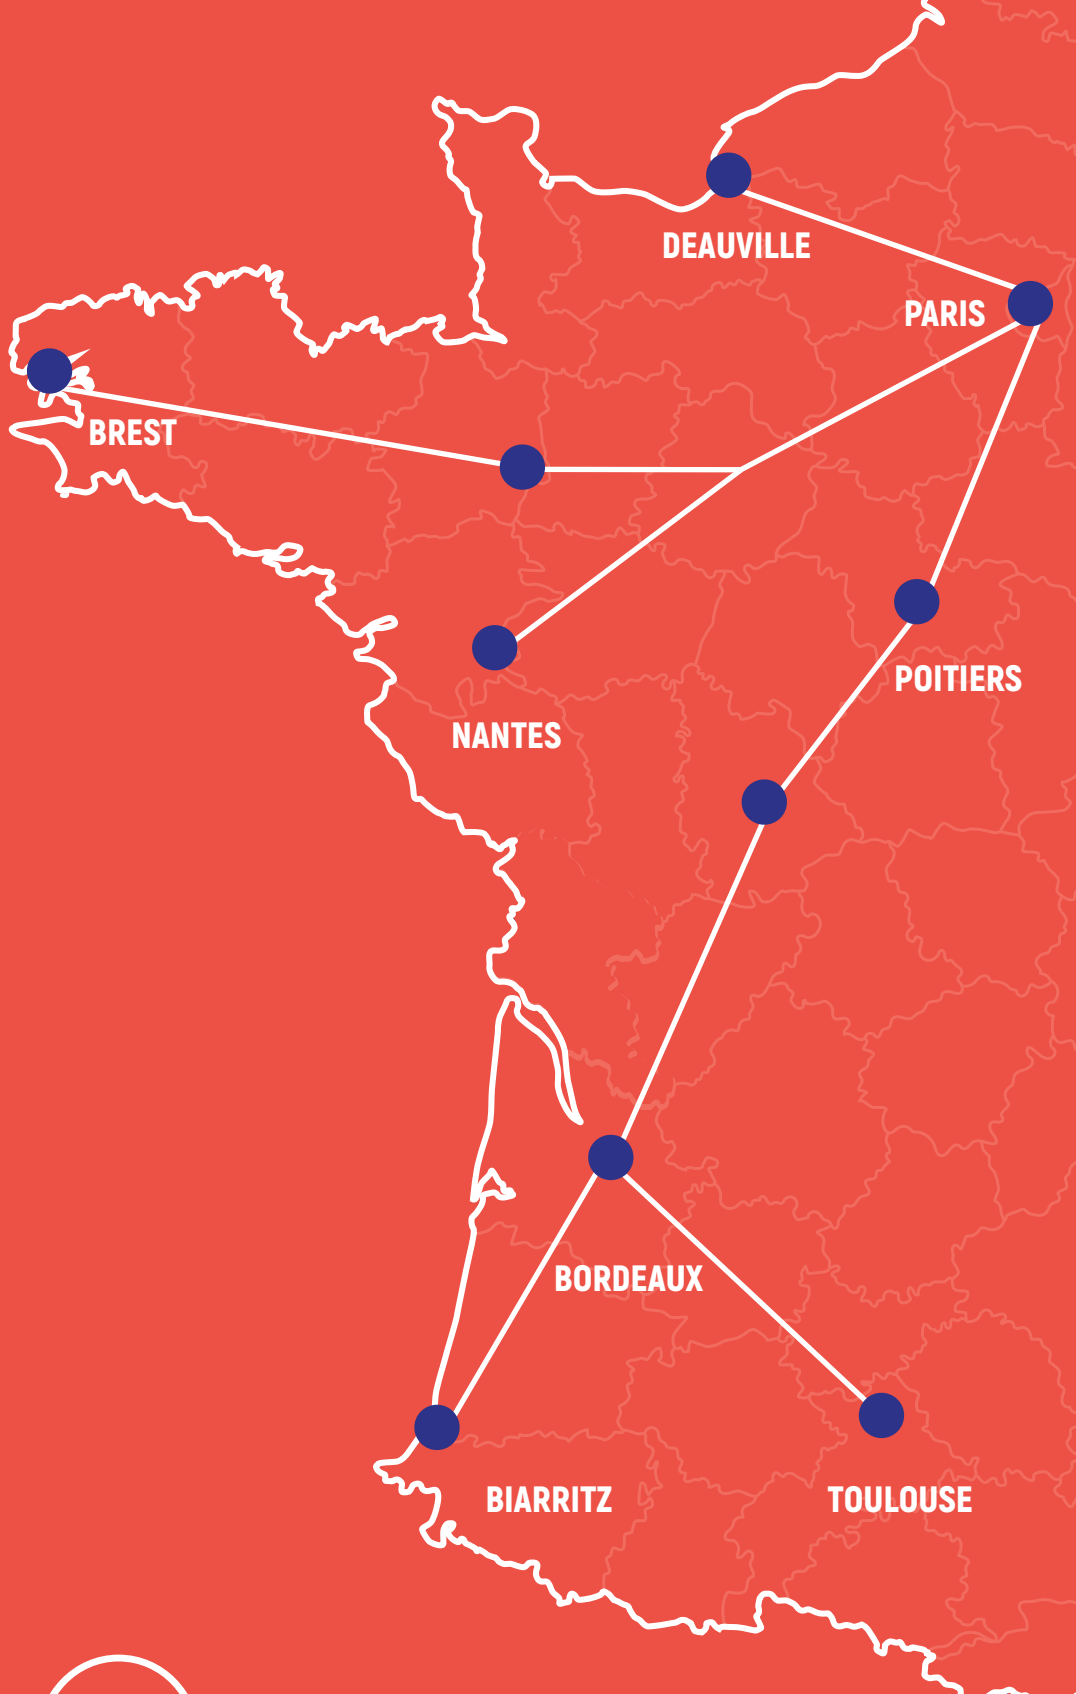 DEAUVILLE
PARIS
BREST
POITIERS
NANTES
BORDEAUX
BIARRITZ
TOULOUSE